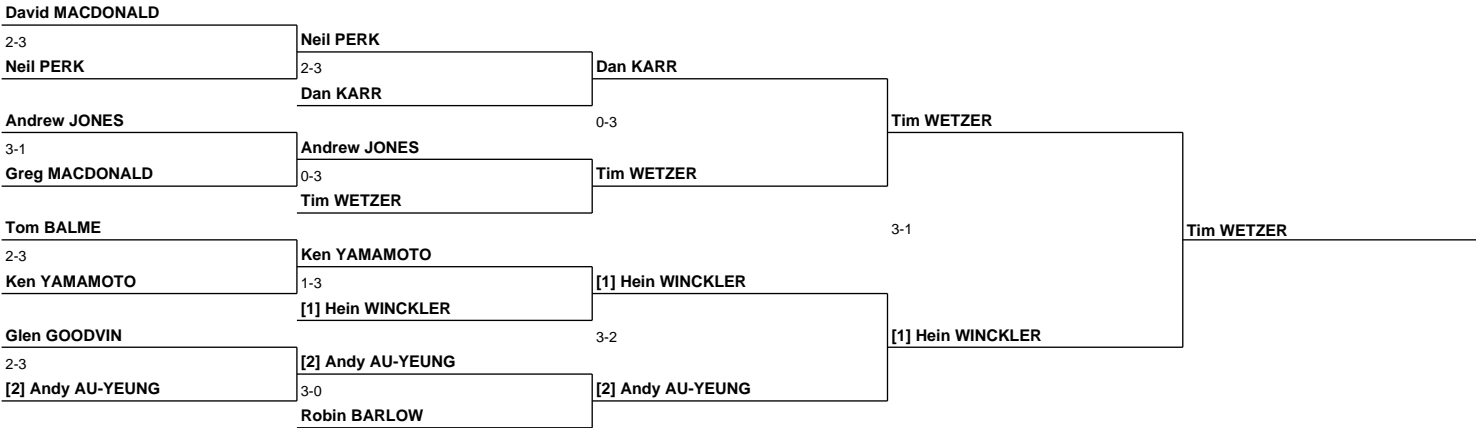 David MACDONALD
2-3
Neil PERK
Neil PERK
2-3
Dan KARR
Dan KARR
Andrew JONES
0-3
Tim WETZER
3-1
Andrew JONES
Greg MACDONALD
0-3
Tim WETZER
Tim WETZER
Tom BALME
3-1
Tim WETZER
2-3
Ken YAMAMOTO
Ken YAMAMOTO
1-3
[1] Hein WINCKLER
[1] Hein WINCKLER
Glen GOODVIN
3-2
[1] Hein WINCKLER
2-3
[2] Andy AU-YEUNG
[2] Andy AU-YEUNG
3-0
[2] Andy AU-YEUNG
Robin BARLOW